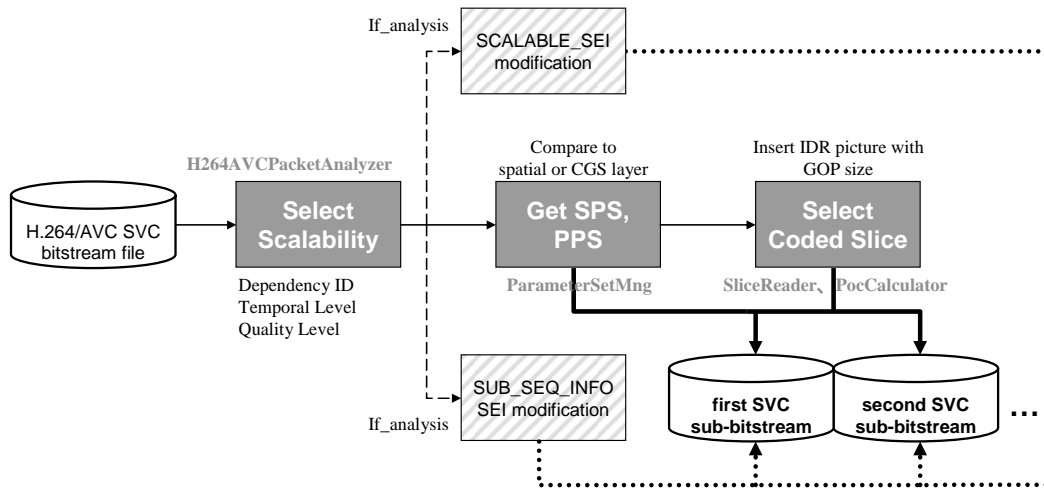 If_analysis
SCALABLE_SEI
modification
H264AVCPacketAnalyzer
Compare to
spatial or CGS layer
Insert IDR picture with
GOP size
H.264/AVC SVC
bitstream file
Select
Scalability
Get SPS,
PPS
Select
Coded Slice
Dependency ID
Temporal Level
Quality Level
ParameterSetMng
SliceReader、PocCalculator
SUB_SEQ_INFO
SEI modification
If_analysis
first SVC
sub-bitstream
second SVC
sub-bitstream
...